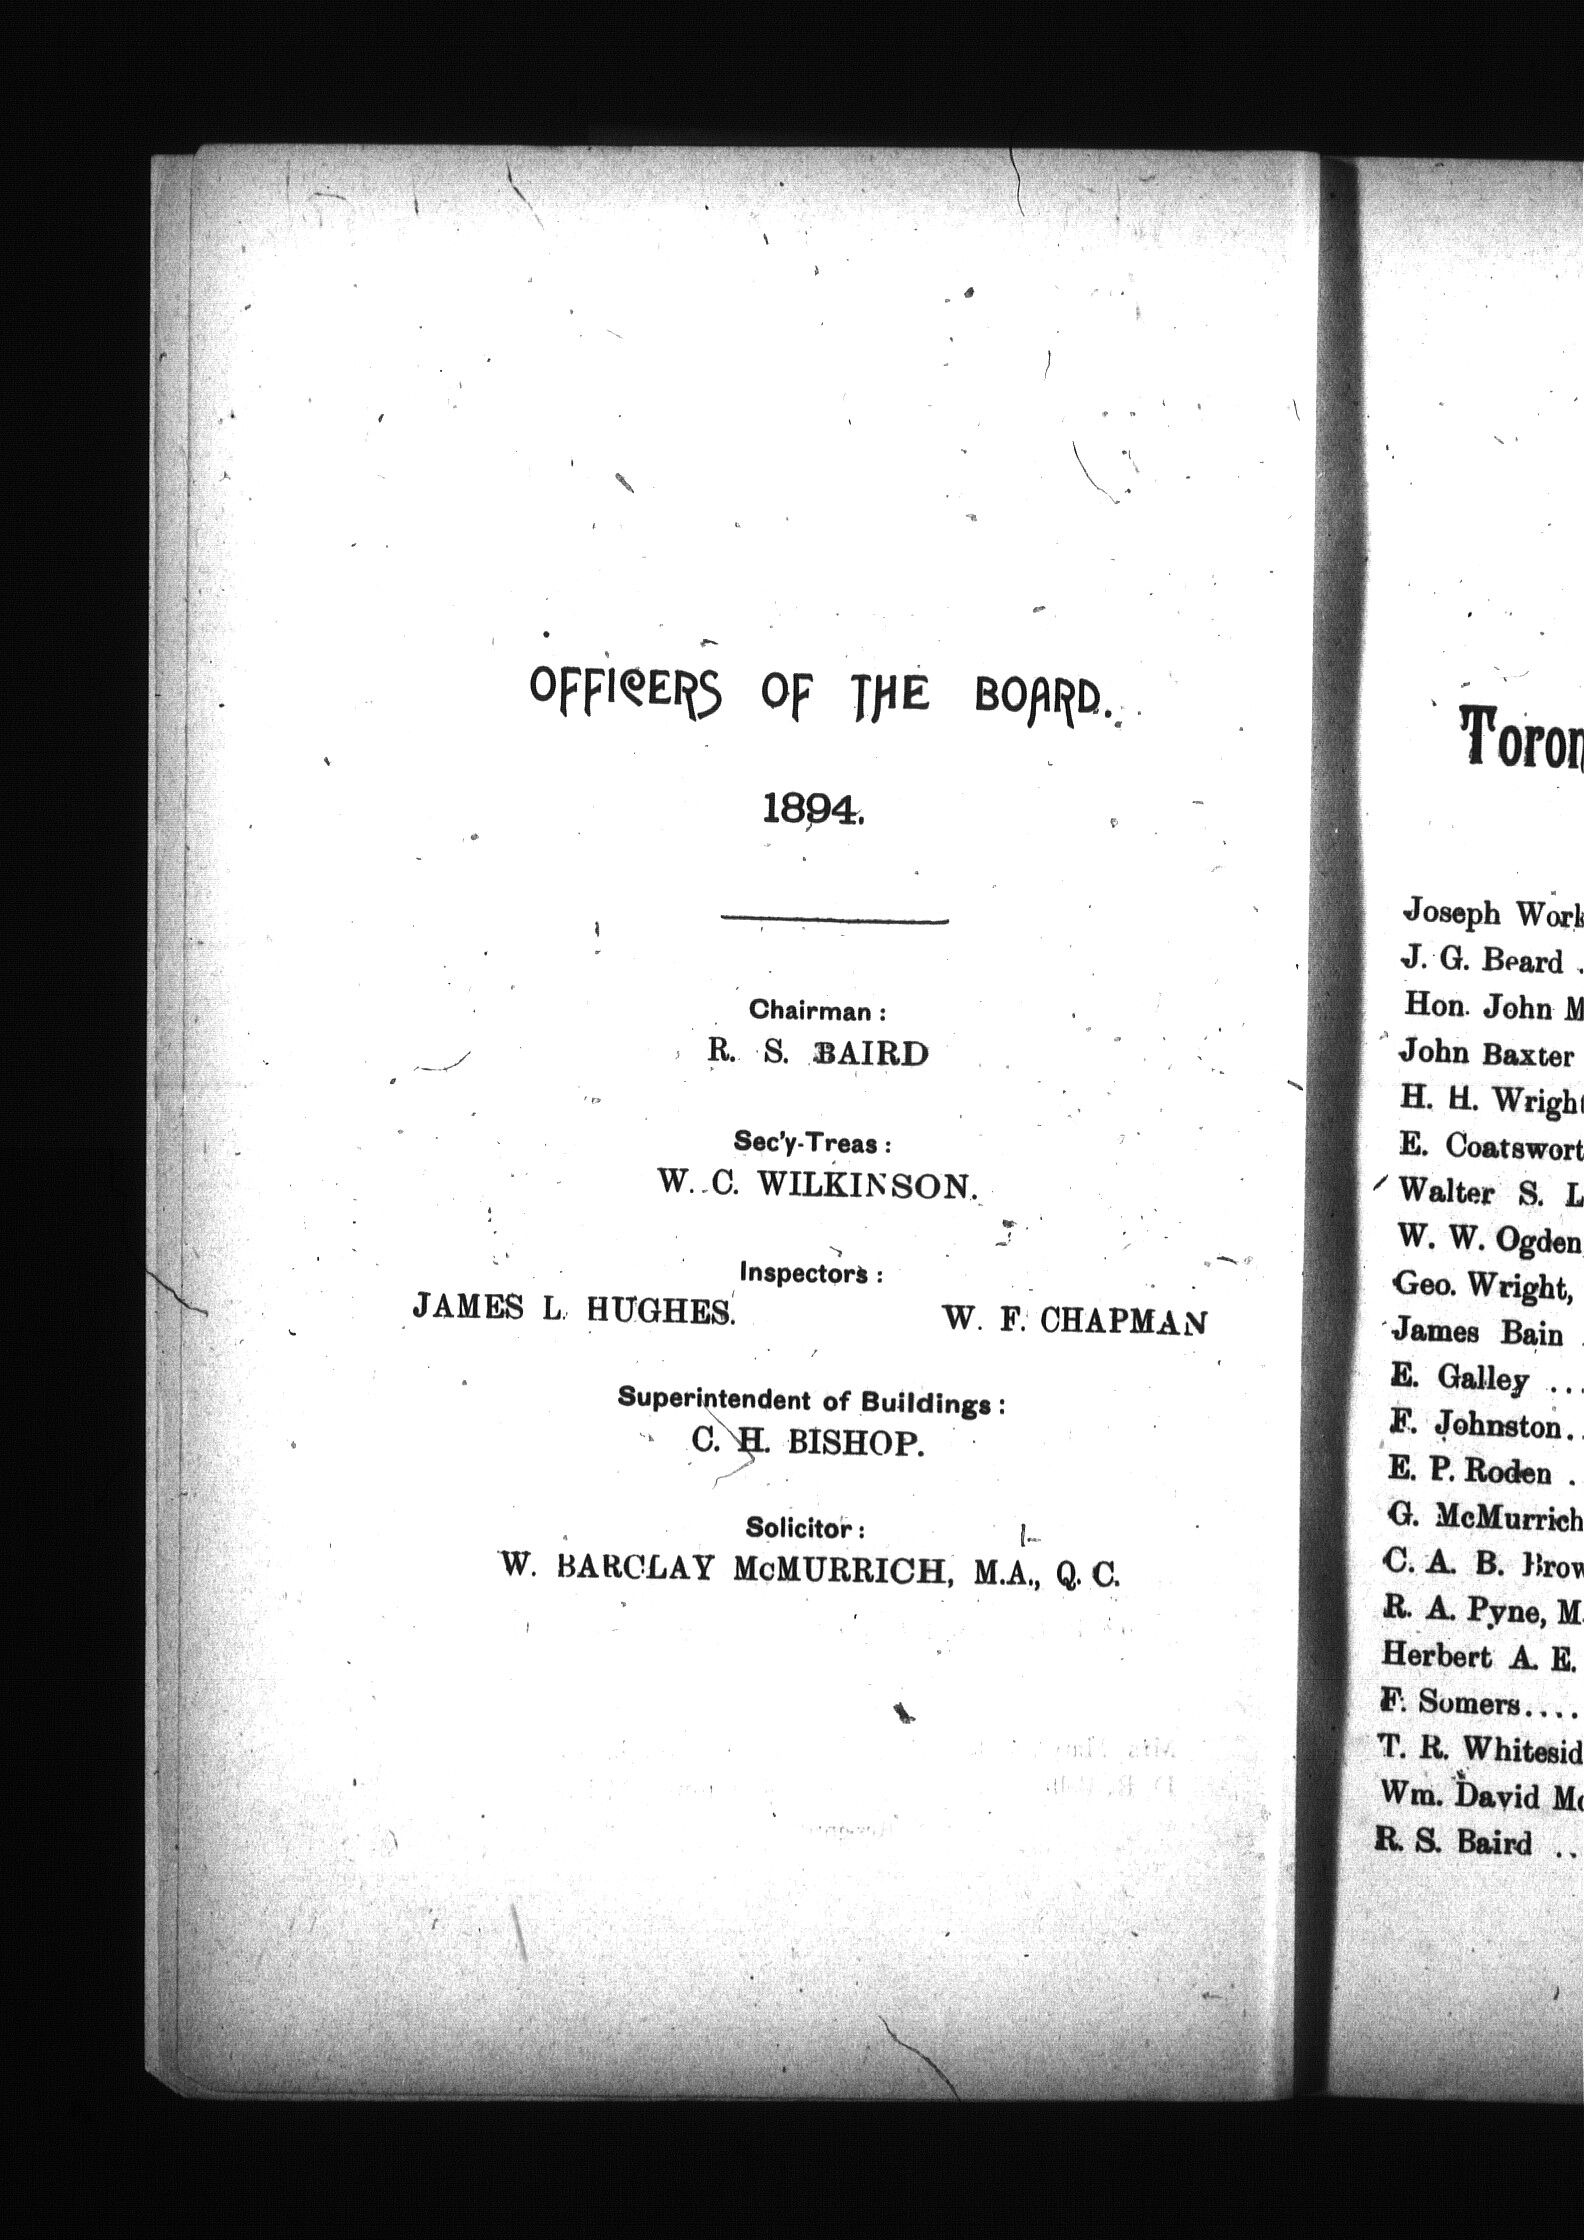 OFFICERS OF THE BOARD.
1894.
Chairman:
R. S. BAIRD
Sec'y-Treas:
W. C. WILKINSON.
Inspectors:
JAMES L. HUGHES. W. F. CHAPMAN
Superintendent of Buildings:
C. H. BISHOP.
Solicitor:
W. BARCLAY McMURRICH, M.A., Q. C.
Toron
Joseph Work
J. G. Beard .
Hon. John M
John Baxter
H. H. Wright
E. Coatswort
Walter S. L
W. W. Ogden
Geo. Wright,
James Bain .
E. Galley ...
F. Johnston..
E. P. Roden .
G. McMurrich
C. A. B. Brow
R. A. Pyne, M.
Herbert A. E.
F. Somers....
T. R. Whitesid
Wm. David Mc
R. S. Baird ..